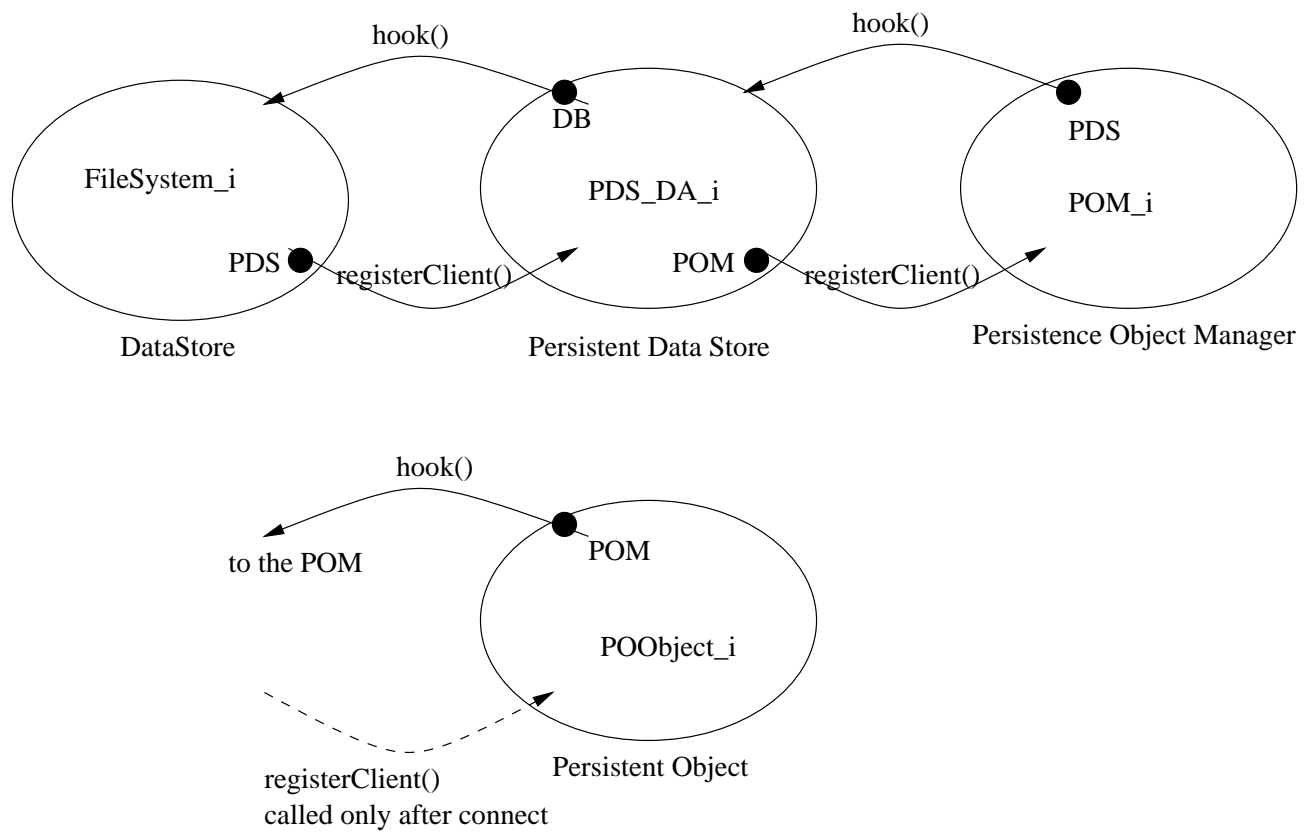 hook()
hook()
DB
PDS
FileSystem_i
PDS_DA_i
POM_i
PDS
registerClient()
POM
registerClient()
DataStore
Persistent Data Store
Persistence Object Manager
hook()
to the POM
POM
POObject_i
registerClient()
called only after connect
Persistent Object